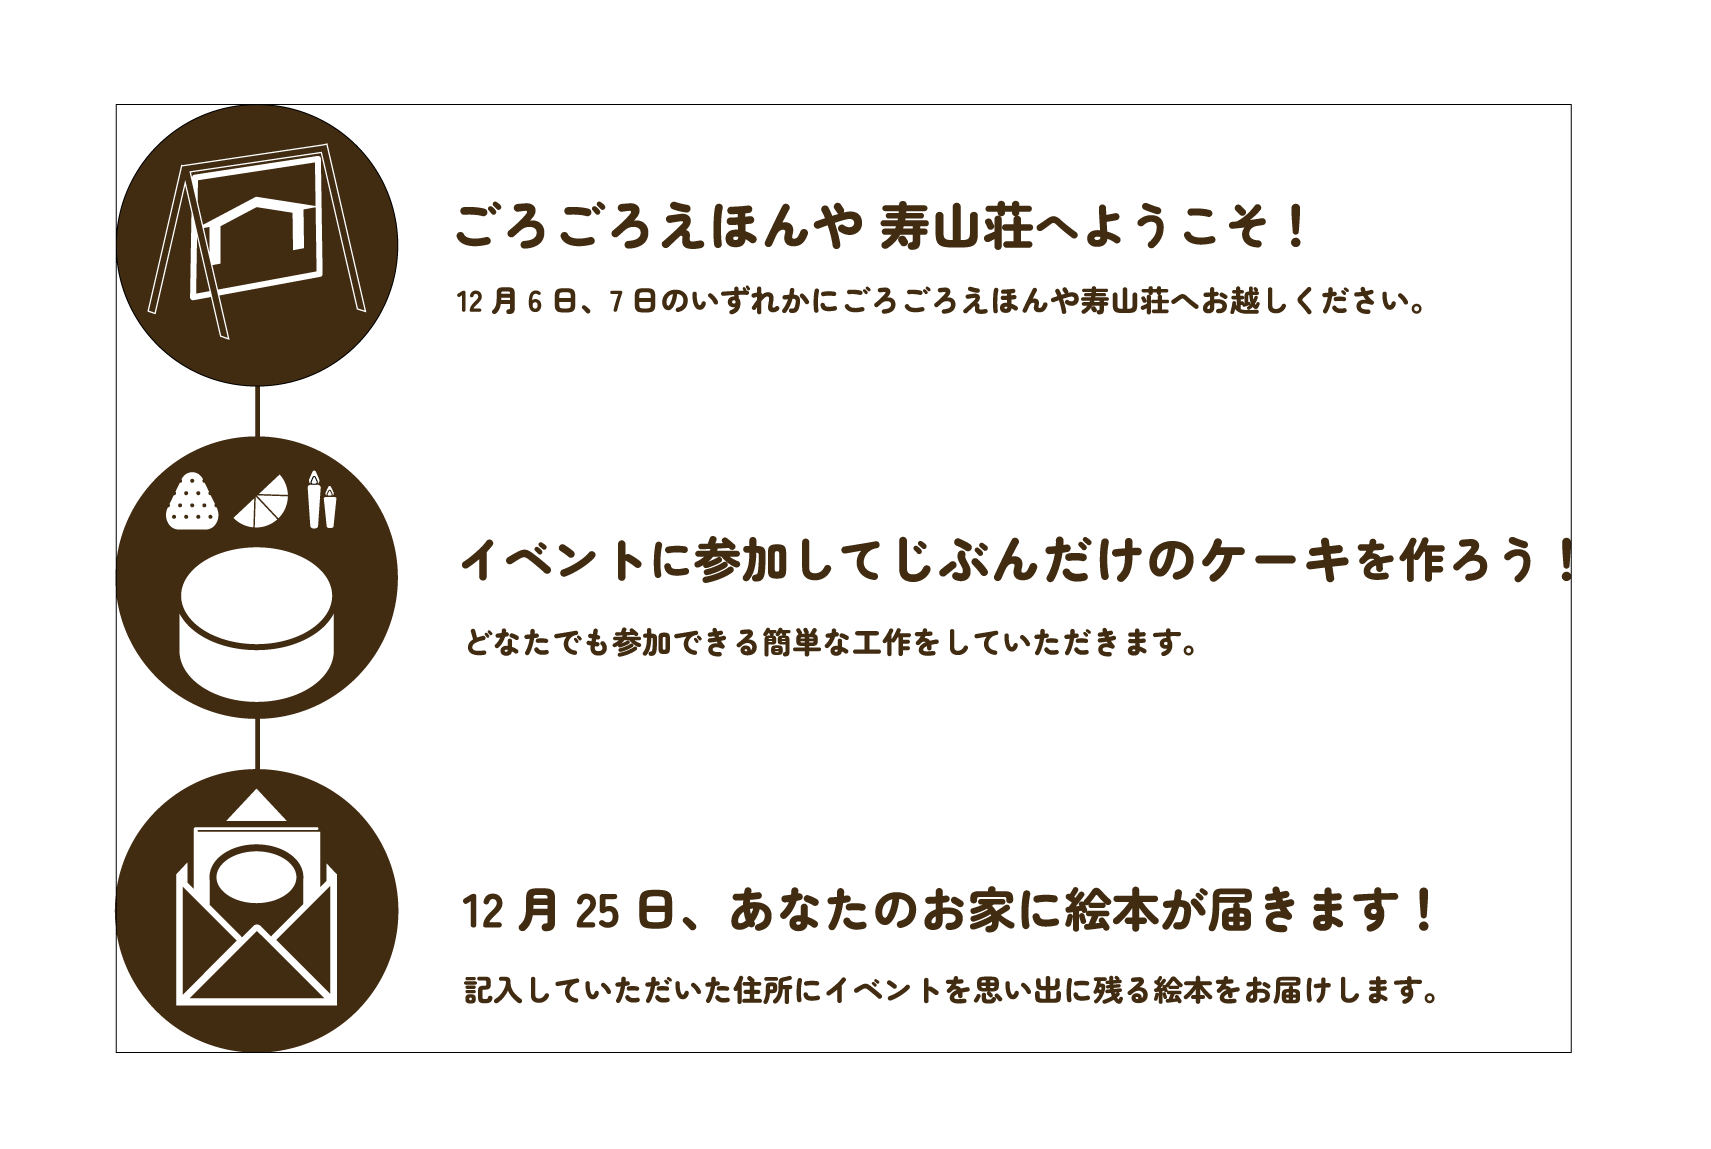 ごろごろえほんや 寿山荘へようこそ！
12 月 6 日、7 日のいずれかにごろごろえほんや寿山荘へお越しください。
イベントに参加してじぶんだけのケーキを作ろう！
どなたでも参加できる簡単な工作をしていただきます。
12 月 25 日、あなたのお家に絵本が届きます！
記入していただいた住所にイベントを思い出に残る絵本をお届けします。